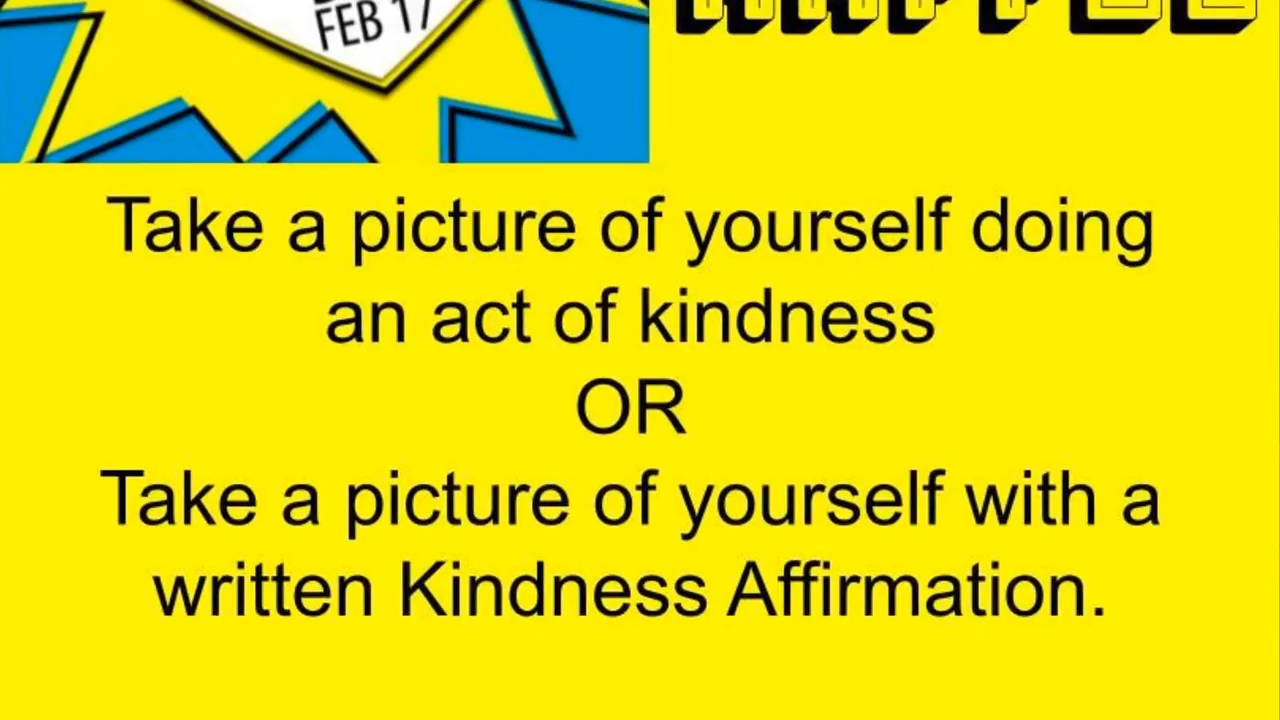 FEB 17
Take a picture of yourself doing
an act of kindness
OR
Take a picture of yourself with a
written Kindness Affirmation.